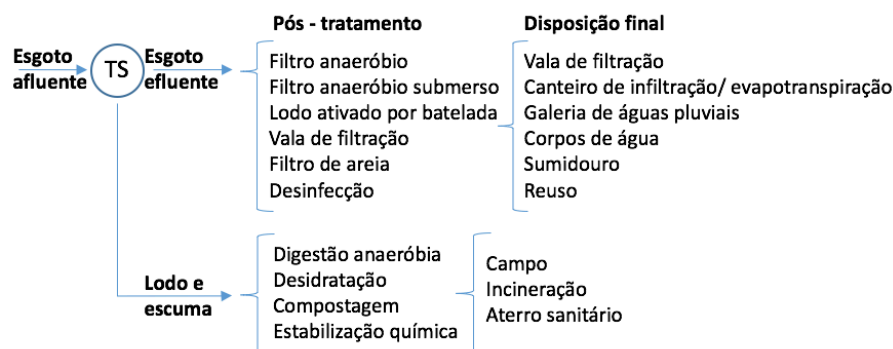 Pós - tratamento
Disposição final
Esgoto
afluente
TS
Esgoto
efluente
Filtro anaeróbio
Filtro anaeróbio submerso
Lodo ativado por batelada
Vala de filtração
Filtro de areia
Desinfecção
Vala de filtração
Canteiro de infiltração/ evapotranspiração
Galeria de águas pluviais
Corpos de água
Sumidouro
Reuso
Lodo e
escuma
Digestão anaeróbia
Desidratação
Compostagem
Estabilização química
Campo
Incineração
Aterro sanitário